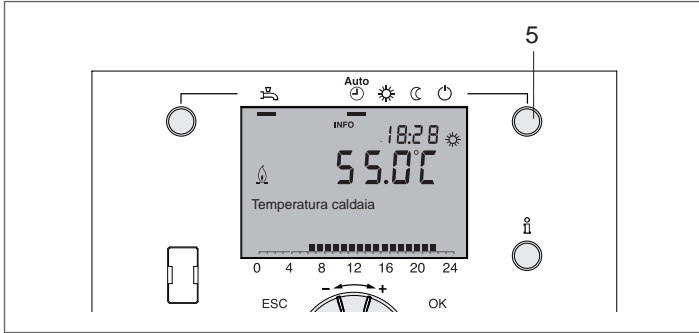 5
Auto
INFO
18:28
55.0°C
Temperatura caldaia
0 4 8 12 16 20 24
- +
ESC OK